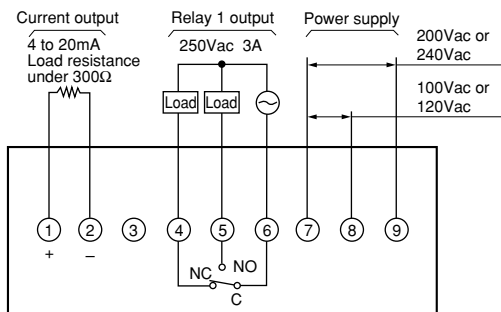 Current output
4 to 20mA
Load resistance
under 300Ω
Relay 1 output
250Vac 3A
Load Load
Power supply
200Vac or
240Vac
100Vac or
120Vac
1 2 3 4 5 6 7 8 9
+ −
NC NO
C